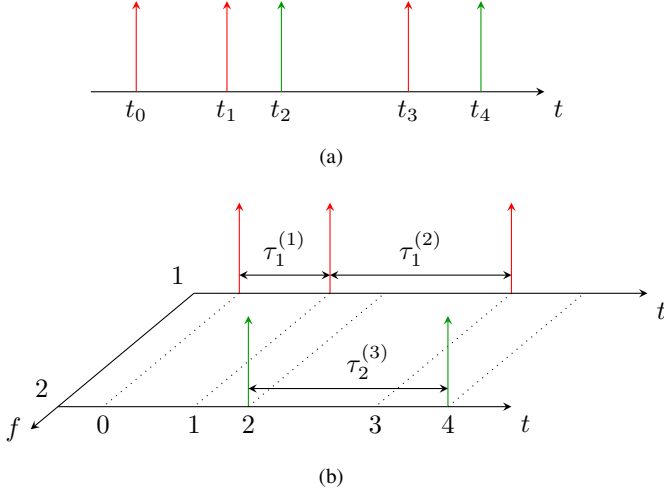 t₀ t₁ t₂ t₃ t₄ t
(a)
τ₁⁽¹⁾ τ₁⁽²⁾
1
t
τ₂⁽³⁾
2
f 0 1 2 3 4 t
(b)